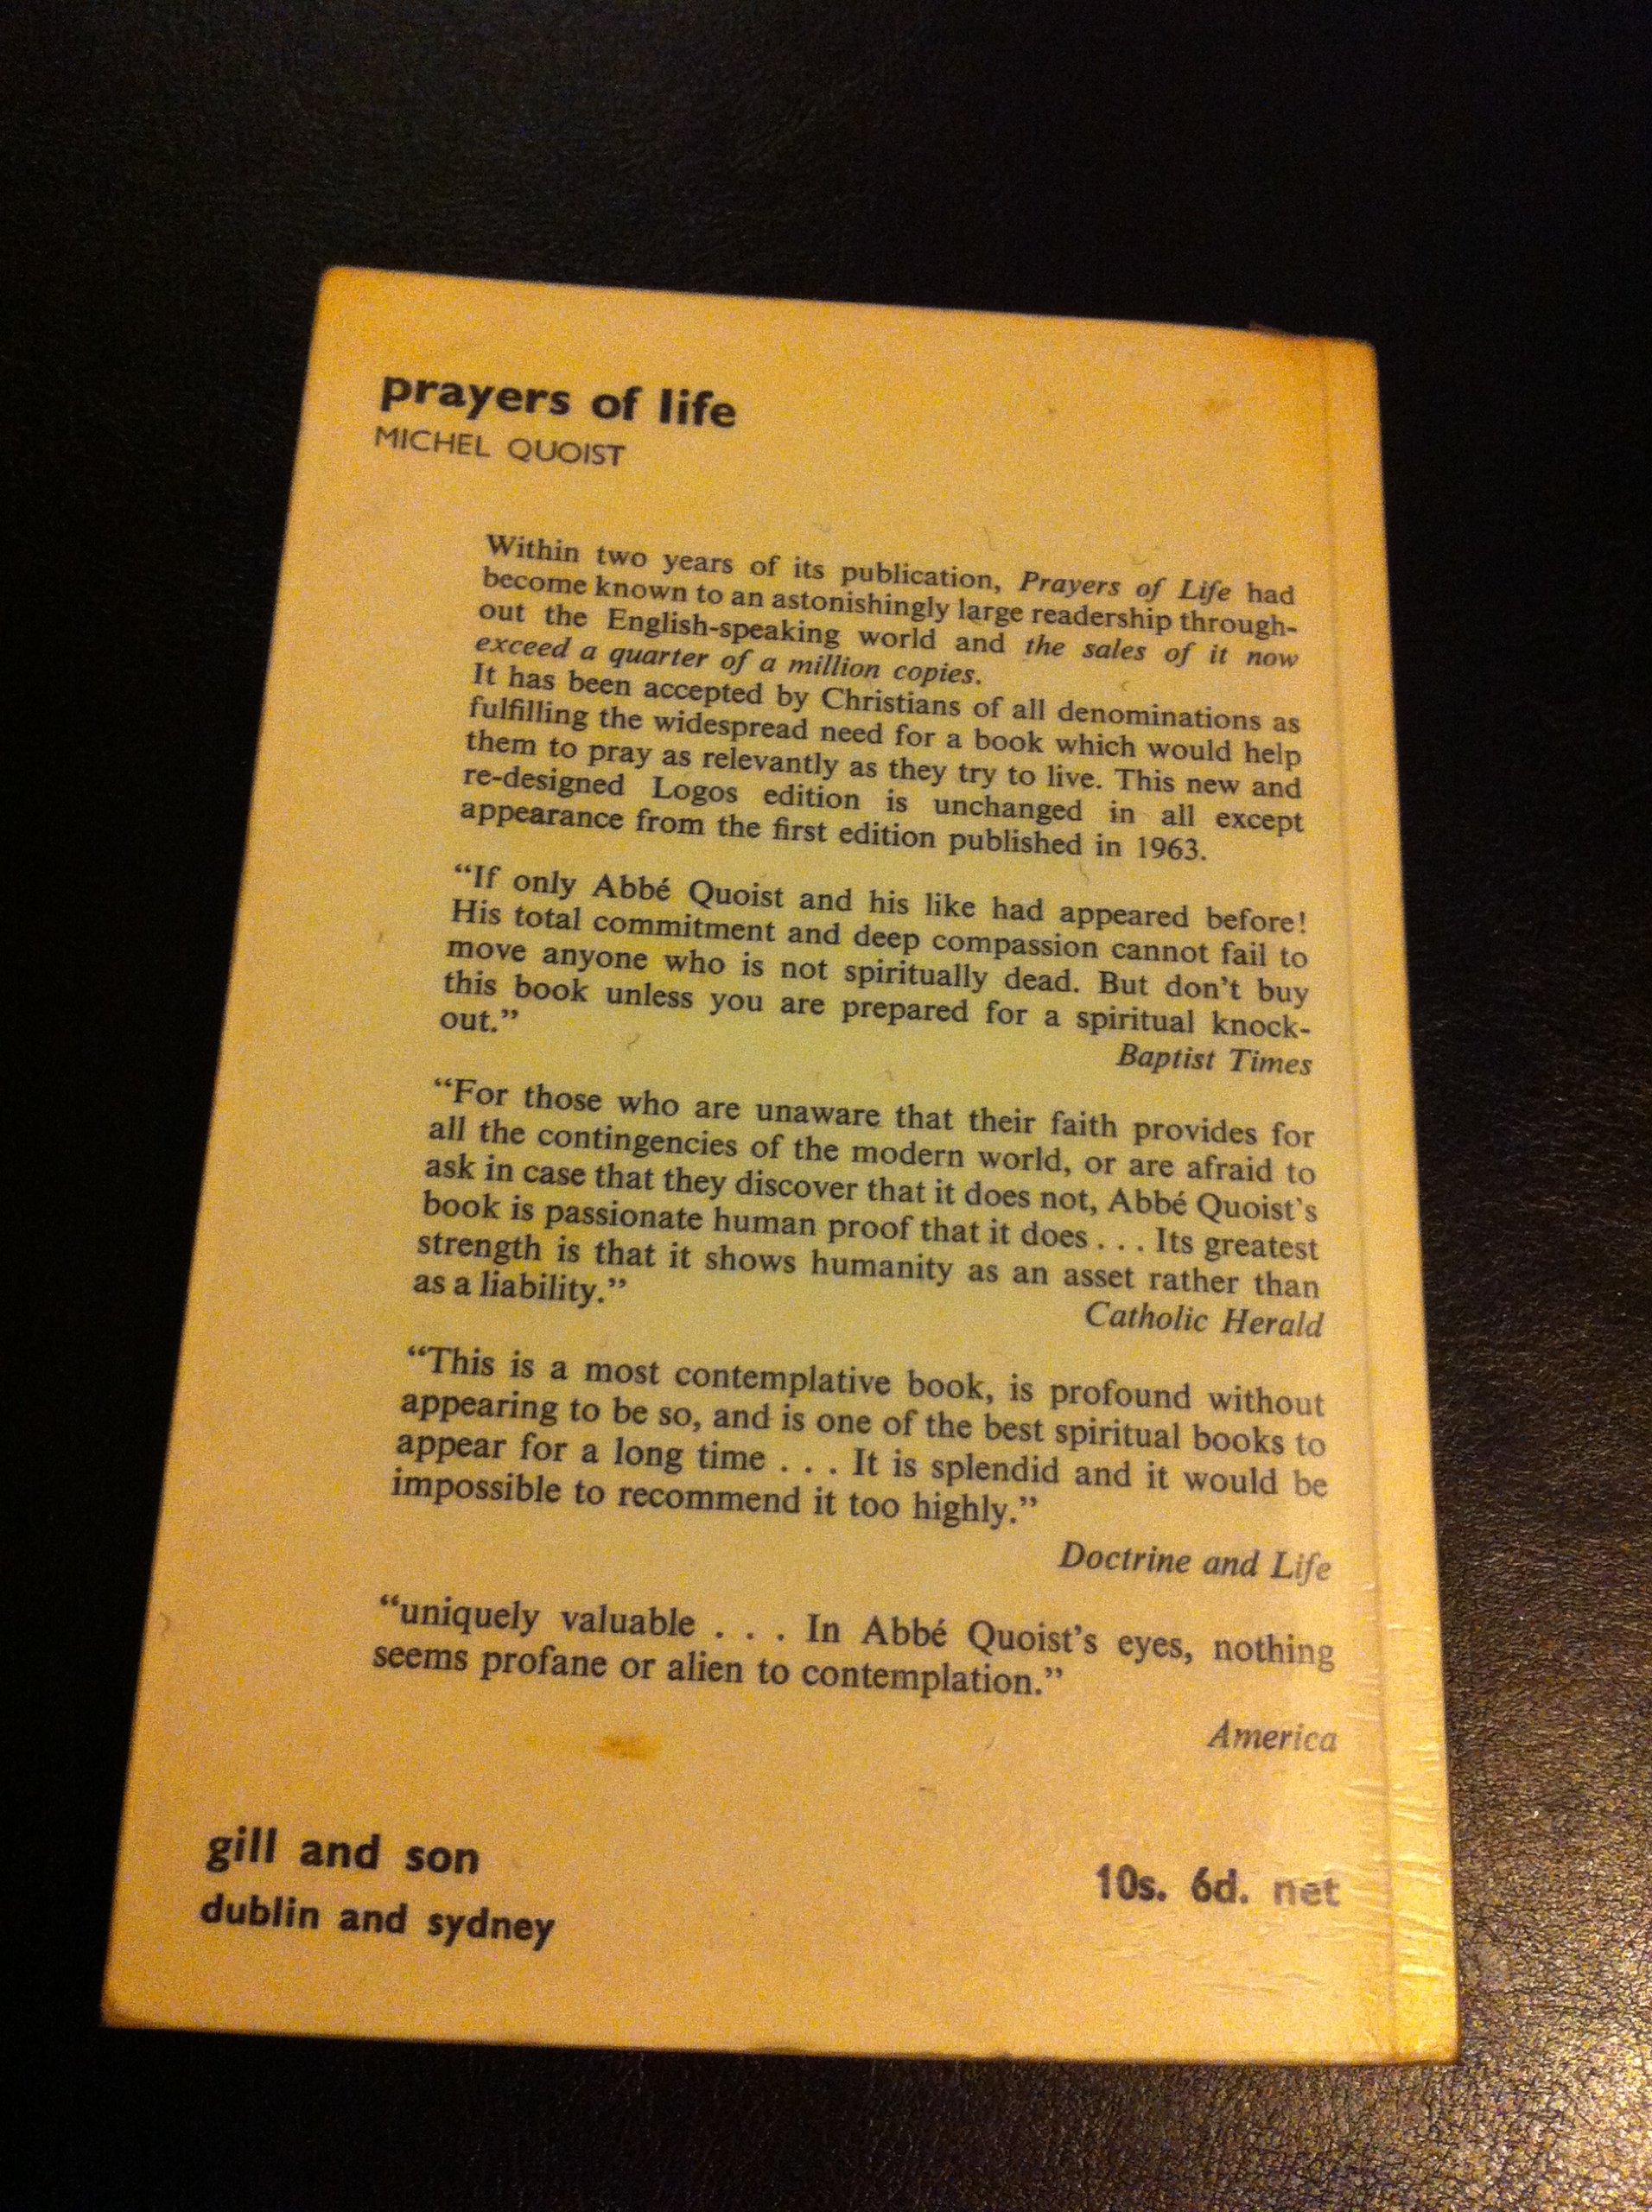 prayers of life
MICHEL QUOIST
Within two years of its publication, Prayers of Life had
become known to an astonishingly large readership through-
out the English-speaking world and the sales of it now
exceed a quarter of a million copies.
It has been accepted by Christians of all denominations as
fulfilling the widespread need for a book which would help
them to pray as relevantly as they try to live. This new and
re-designed Logos edition is unchanged in all except
appearance from the first edition published in 1963.
“If only Abbé Quoist and his like had appeared before!
His total commitment and deep compassion cannot fail to
move anyone who is not spiritually dead. But don’t buy
this book unless you are prepared for a spiritual knock-
out.”
Baptist Times
“For those who are unaware that their faith provides for
all the contingencies of the modern world, or are afraid to
ask in case that they discover that it does not, Abbé Quoist’s
book is passionate human proof that it does . . . Its greatest
strength is that it shows humanity as an asset rather than
as a liability.”
Catholic Herald
“This is a most contemplative book, is profound without
appearing to be so, and is one of the best spiritual books to
appear for a long time . . . It is splendid and it would be
impossible to recommend it too highly.”
Doctrine and Life
“uniquely valuable . . . In Abbé Quoist’s eyes, nothing
seems profane or alien to contemplation.”
America
gill and son
dublin and sydney
10s. 6d. net